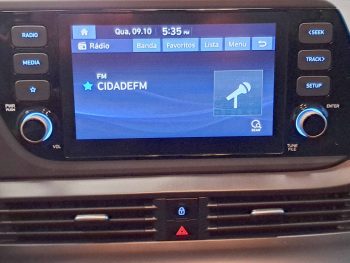 RADIO
MEDIA
PWR
PUSH
VOL
Qua, 09.10 5:35 PM
Rádio Banda Favoritos Lista Menu
FM
CIDADEFM
SCAN
<SEEK
TRACK>
SETUP
ENTER
TUNE
FILE